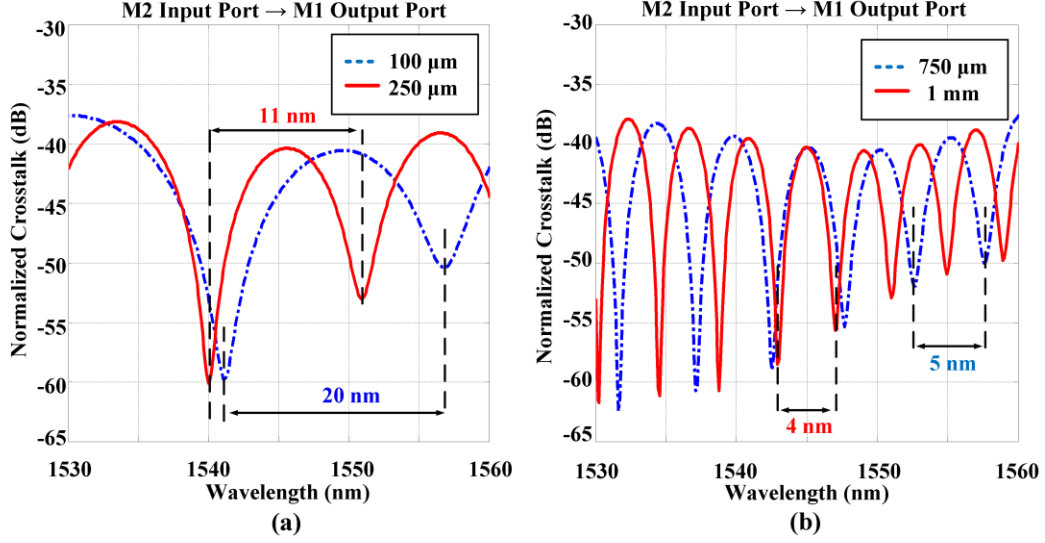 M2 Input Port → M1 Output Port
100 μm
250 μm
11 nm
20 nm
Normalized Crosstalk (dB)
-30
-35
-40
-45
-50
-55
-60
-65
1530 1540 1550 1560
Wavelength (nm)
(a)
M2 Input Port → M1 Output Port
750 μm
1 mm
5 nm
4 nm
Normalized Crosstalk (dB)
-30
-35
-40
-45
-50
-55
-60
-65
1530 1540 1550 1560
Wavelength (nm)
(b)